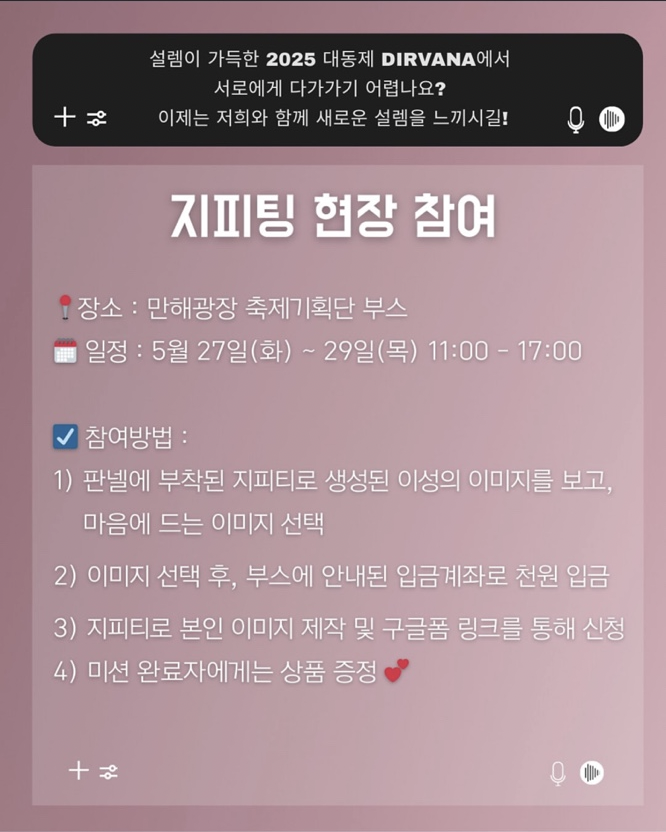 설렘이 가득한 2025 대동제 DIRVANA에서
서로에게 다가가기 어렵나요?
이제는 저희와 함께 새로운 설렘을 느끼시길!
지피팅 현장 참여
📍장소 : 만해광장 축제기획단 부스
🗓️ 일정 : 5월 27일(화) ~ 29일(목) 11:00 - 17:00
☑️ 참여방법 :
1) 판넬에 부착된 지피티로 생성된 이성의 이미지를 보고,
마음에 드는 이미지 선택
2) 이미지 선택 후, 부스에 안내된 입금계좌로 천원 입금
3) 지피티로 본인 이미지 제작 및 구글폼 링크를 통해 신청
4) 미션 완료자에게는 상품 증정 💕